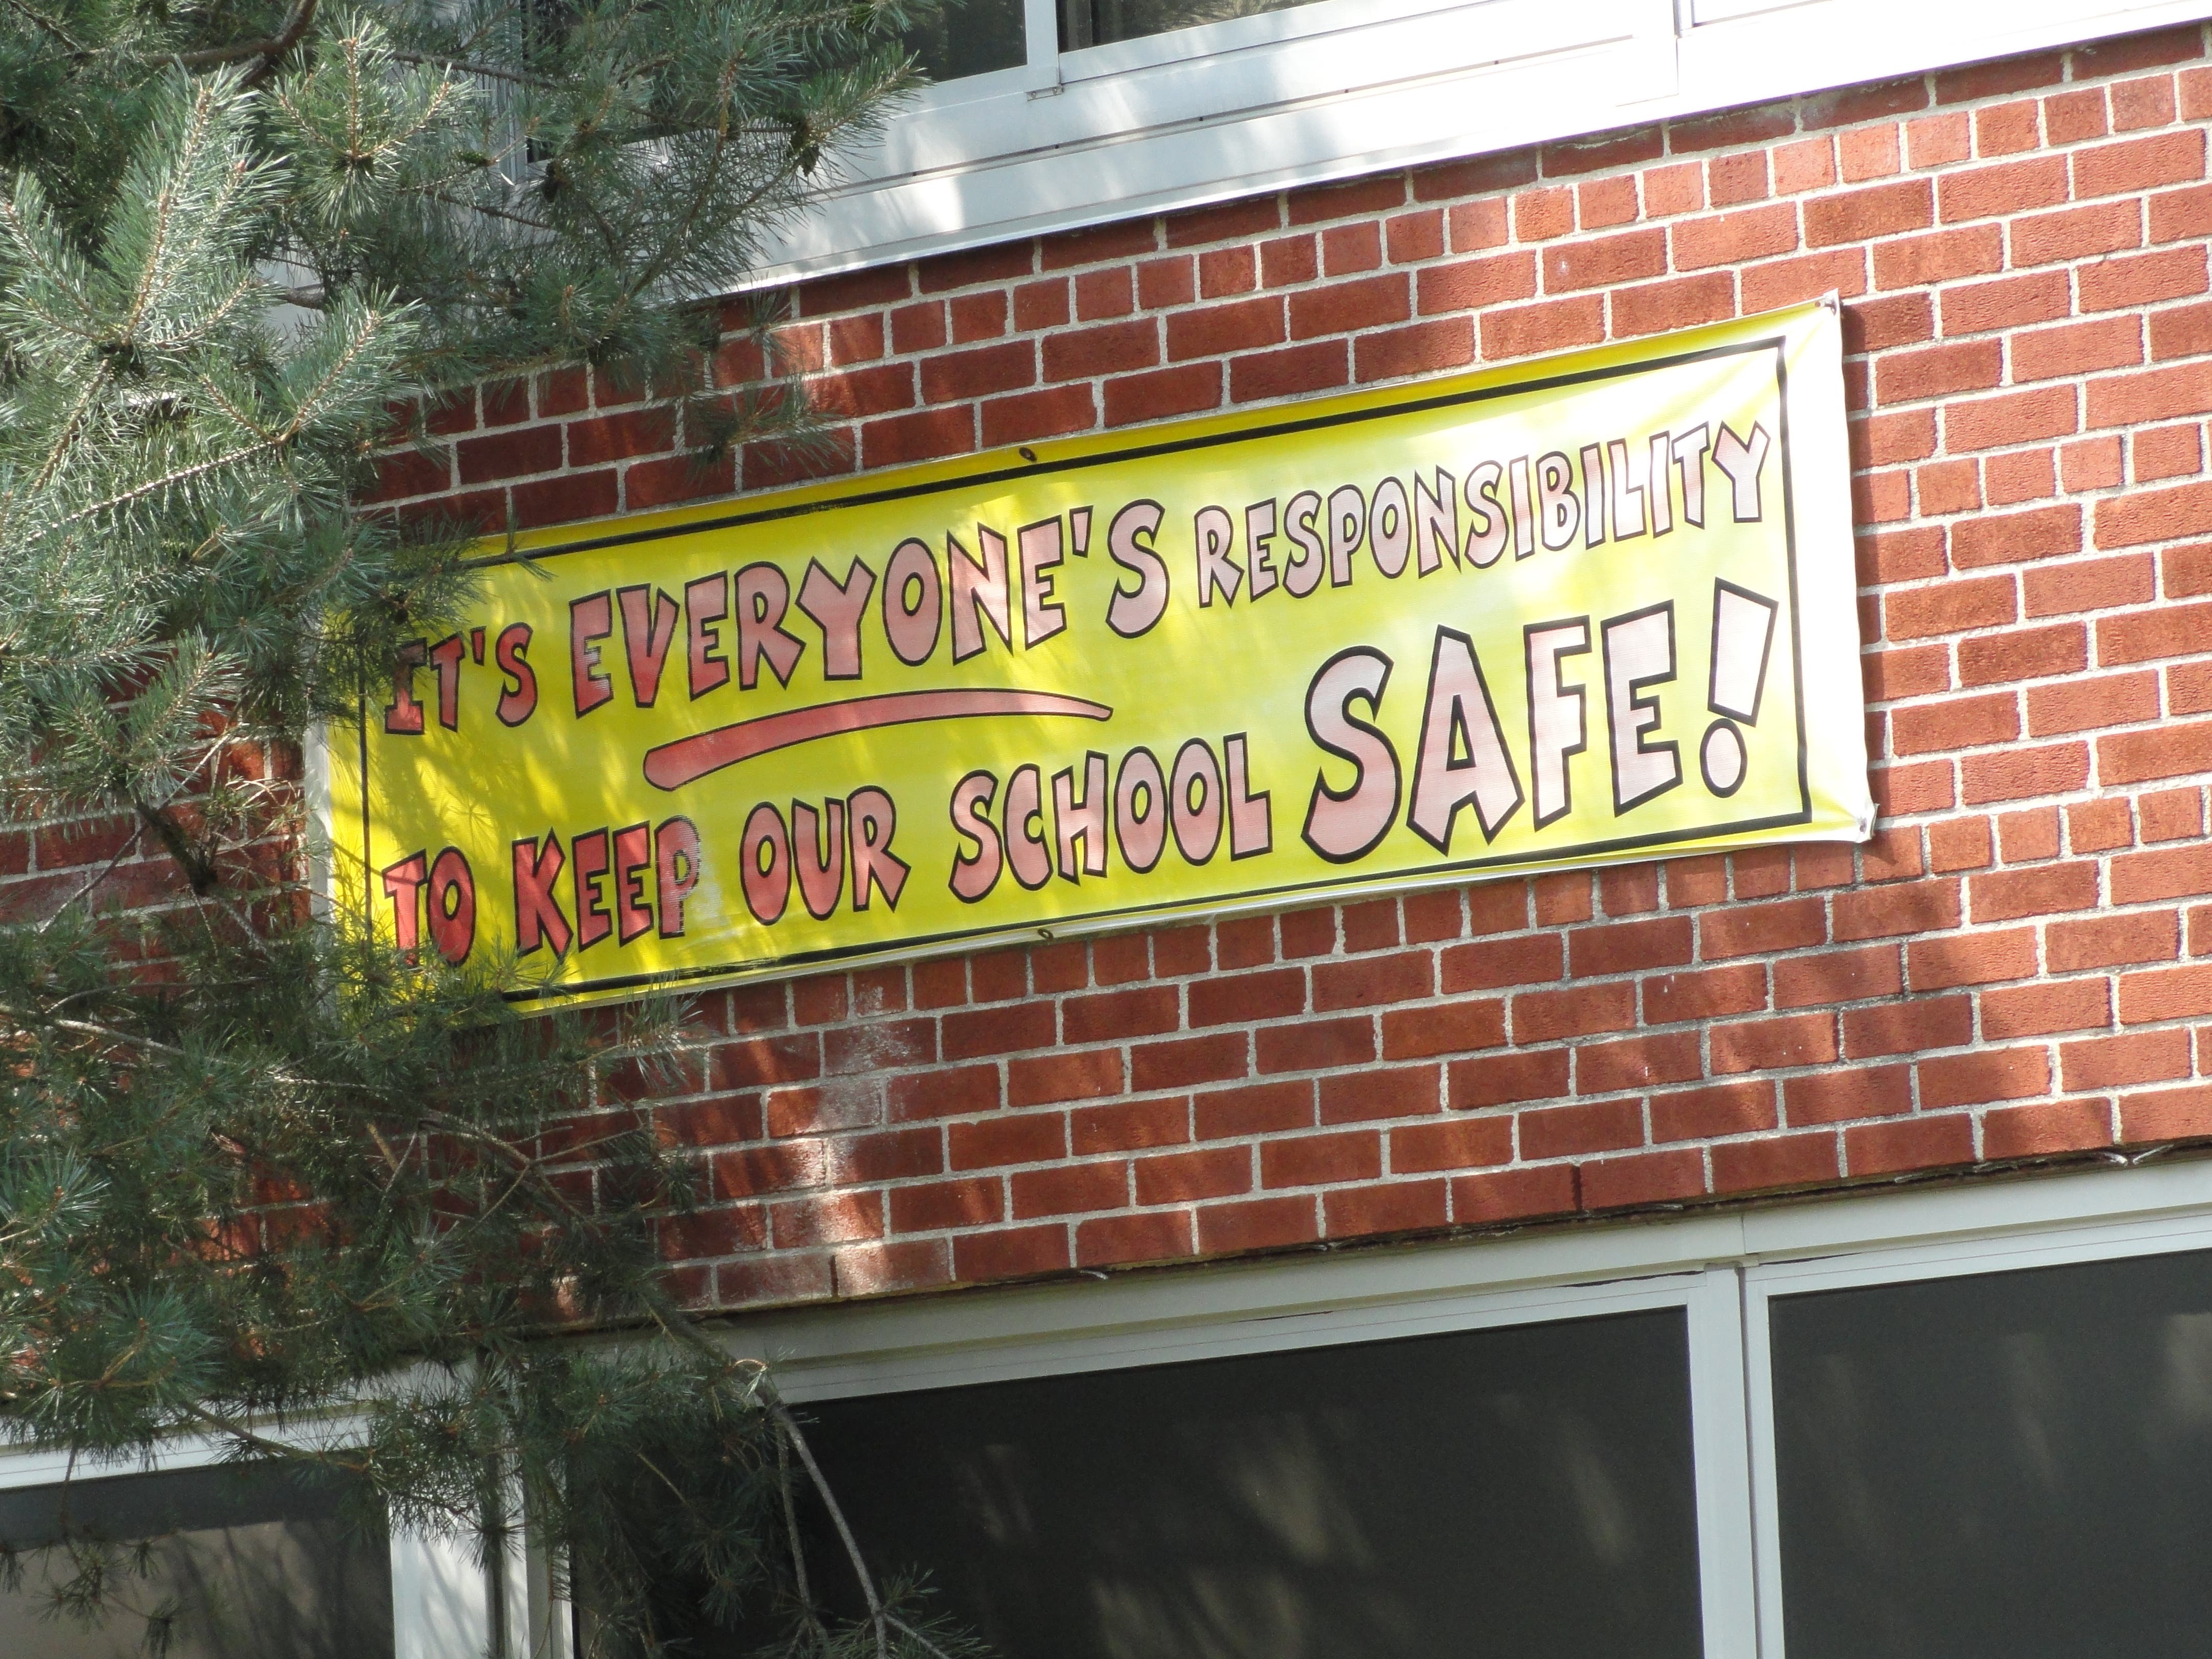 IT'S EVERYONE'S RESPONSIBILITY
TO KEEP OUR SCHOOL SAFE!